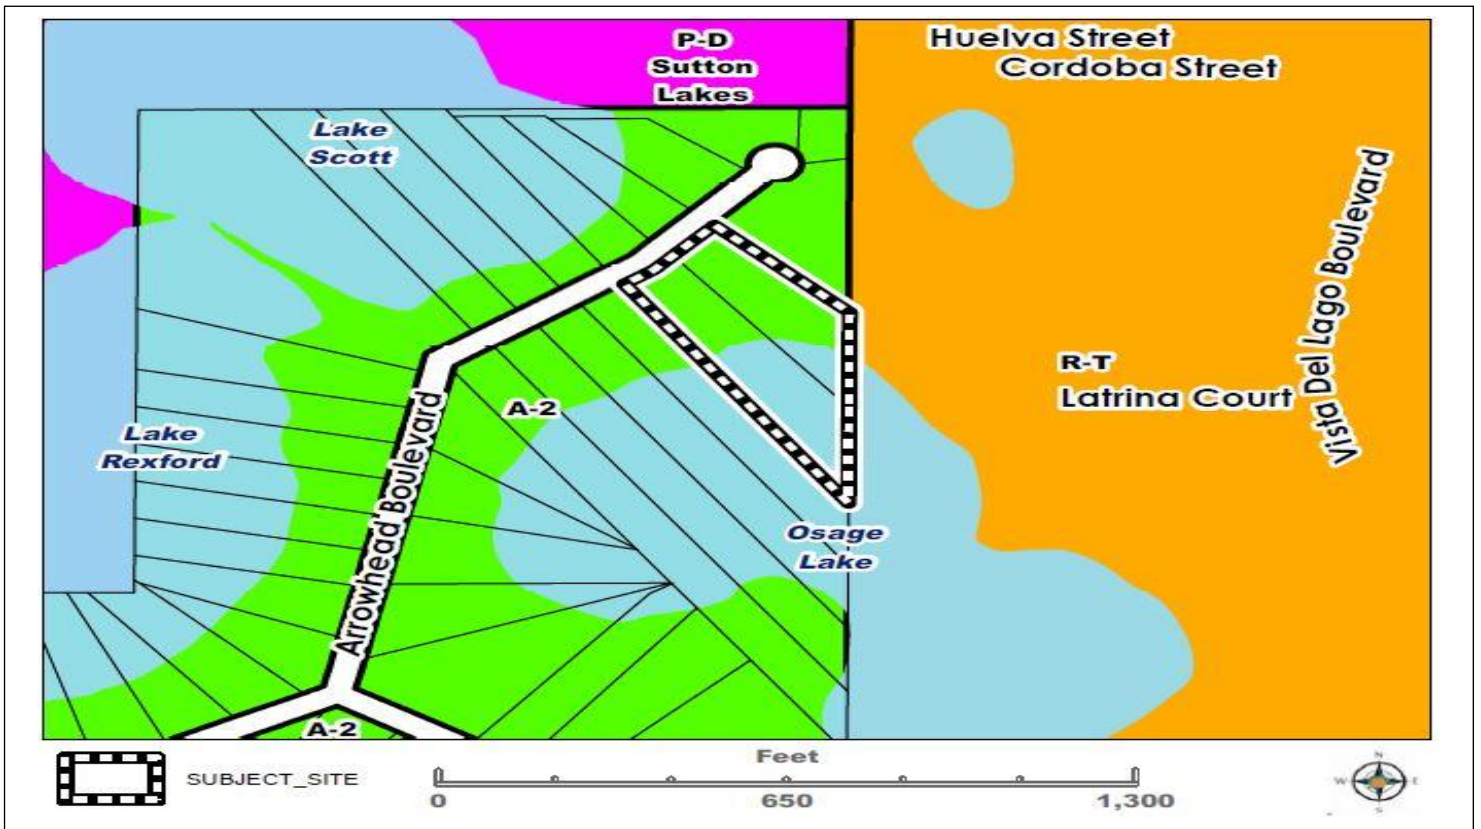 P-D
Sutton
Lakes
Huelva Street
Cordoba Street
Lake
Scott
Vista Del Lago Boulevard
R-T
Latrina Court
A-2
Lake
Rexford
Arrowhead Boulevard
Osage
Lake
A-2
SUBJECT_SITE
Feet
0
650
1,300
N
W
E
S